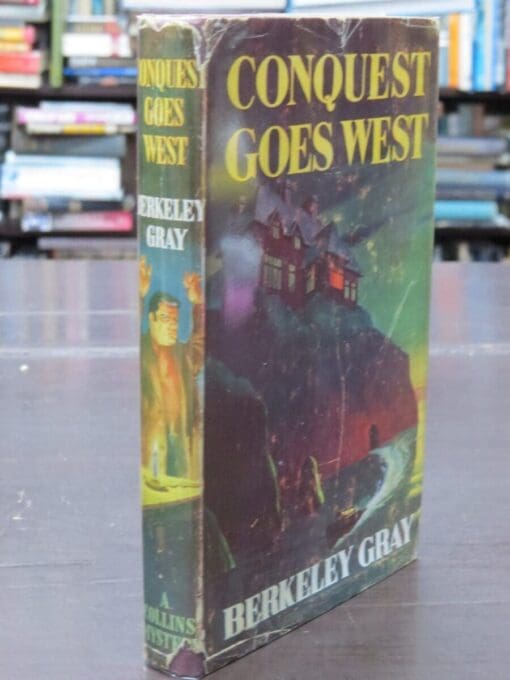 CONQUEST
GOES
WEST
BERKELEY
GRAY
A
COLLINS
MYSTERY
CONQUEST
GOES WEST
BERKELEY GRAY